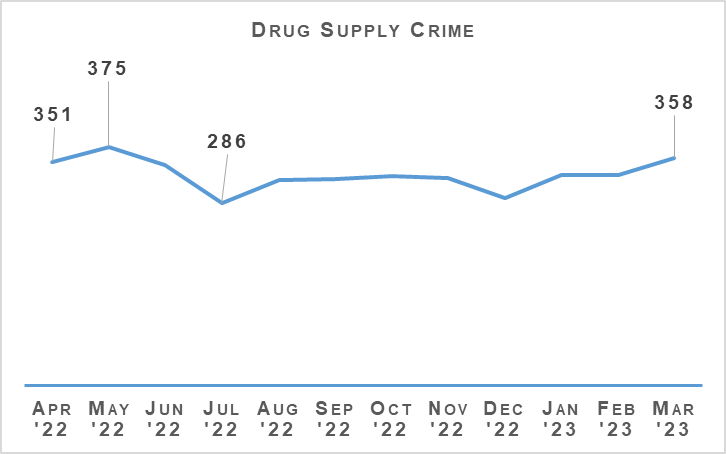 Drug Supply Crime
375
351
358
286
Apr '22
May '22
Jun '22
Jul '22
Aug '22
Sep '22
Oct '22
Nov '22
Dec '22
Jan '23
Feb '23
Mar '23